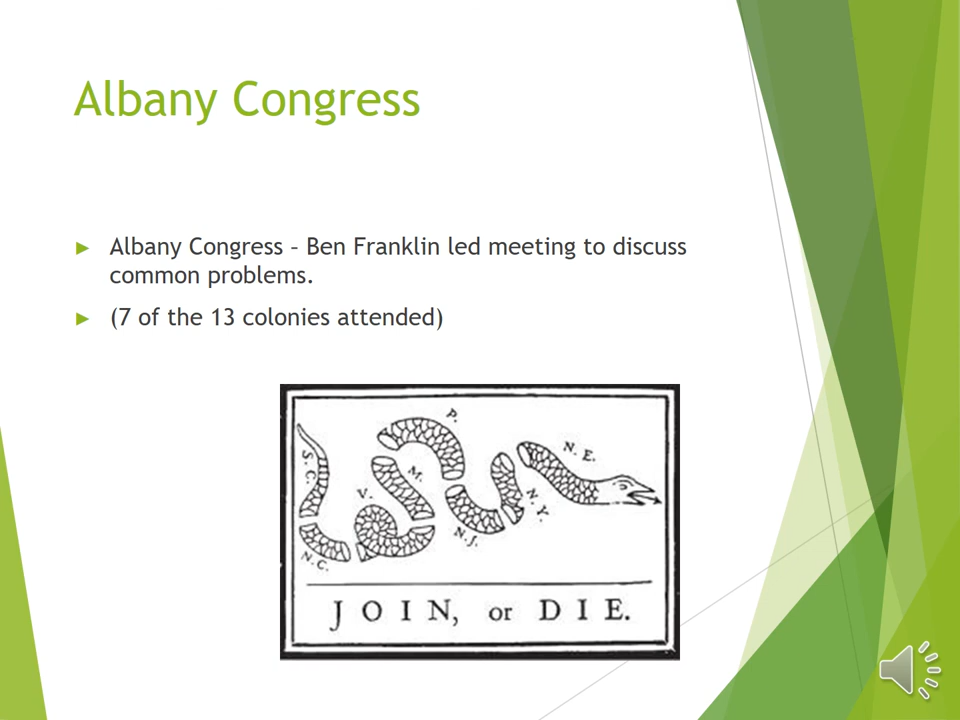 Albany Congress
Albany Congress – Ben Franklin led meeting to discuss
common problems.
(7 of the 13 colonies attended)
S.C.
N.C.
V.
M.
P.
N.J.
N.Y.
N.E.
JOIN, or DIE.